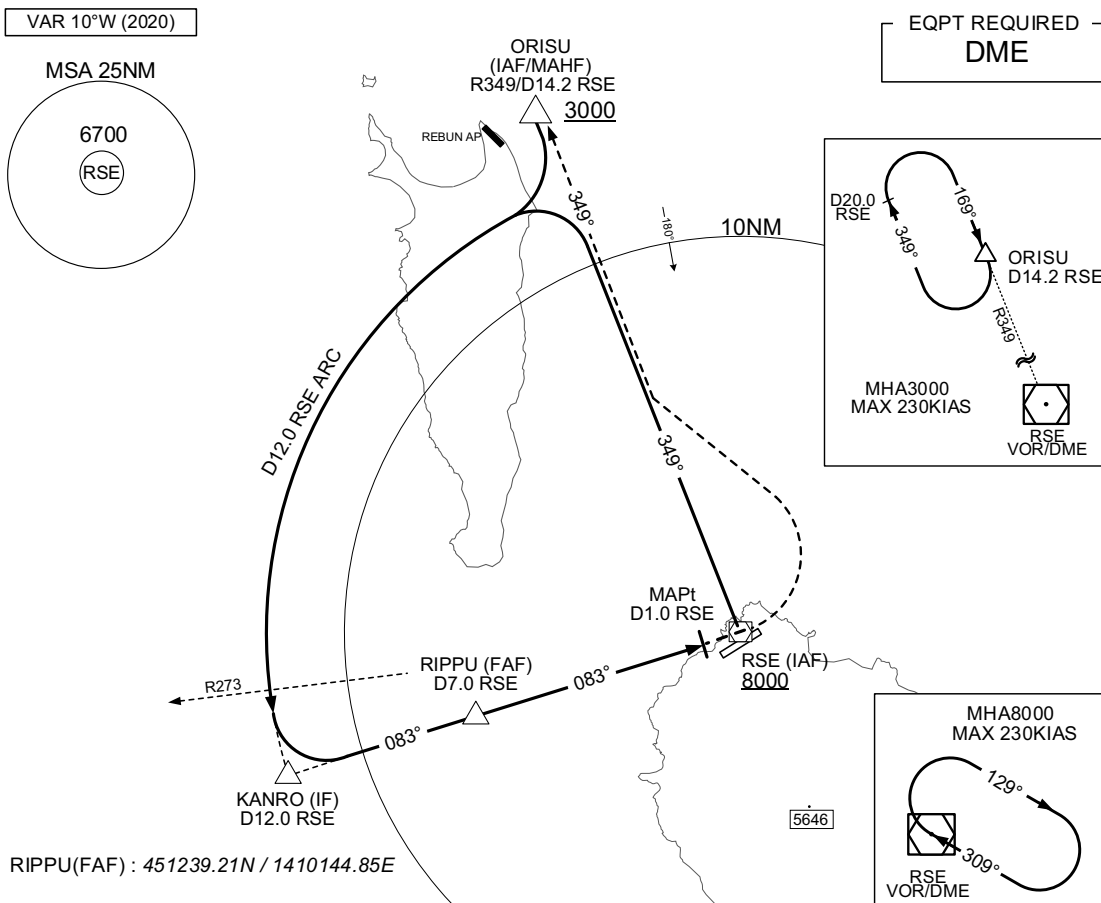 VAR 10°W (2020)
MSA 25NM
6700
RSE
ORISU
(IAF/MAHF)
R349/D14.2 RSE
3000
REBUN AP
EQPT REQUIRED
DME
349°
180°
10NM
D20.0
RSE
169°
349°
ORISU
D14.2 RSE
R349
MHA3000
MAX 230KIAS
RSE
VOR/DME
D12.0 RSE ARC
349°
MAPt
D1.0 RSE
RSE (IAF)
8000
RIPPU (FAF)
D7.0 RSE
R273
083°
083°
KANRO (IF)
D12.0 RSE
5646
MHA8000
MAX 230KIAS
129°
309°
RSE
VOR/DME
RIPPU(FAF) : 451239.21N / 1410144.85E